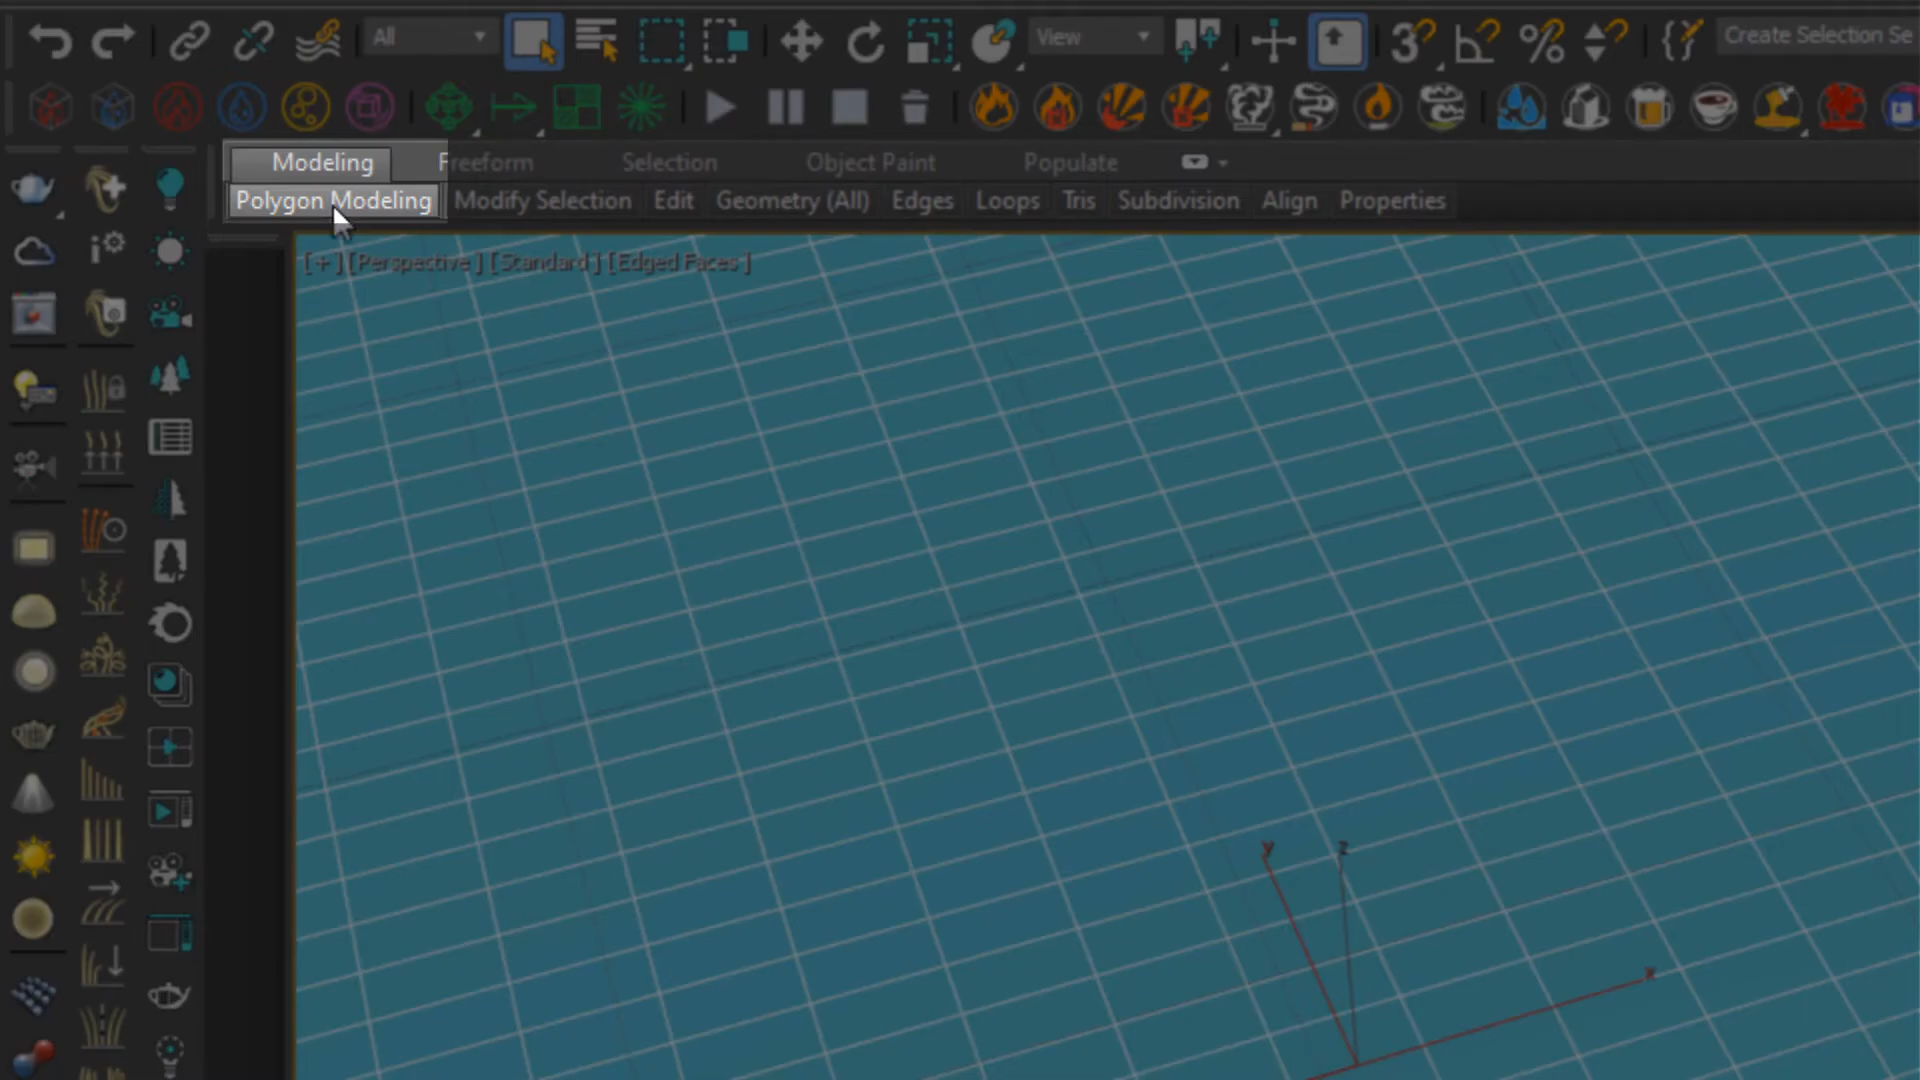 All
View
3
Create Selection Se
Modeling Freeform Selection Object Paint Populate
Polygon Modeling Modify Selection Edit Geometry (All) Edges Loops Tris Subdivision Align Properties
[ + ] [Perspective ] [Standard ] [Edged Faces ]
y z
x